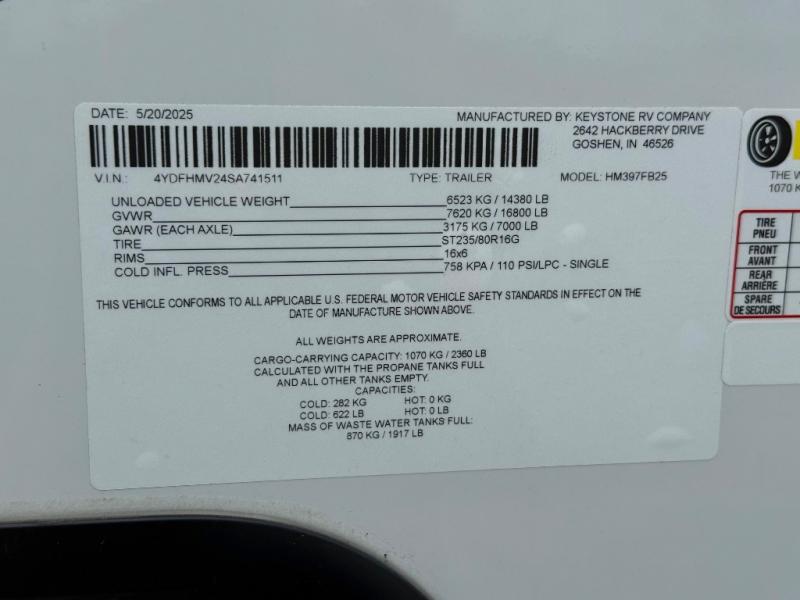 DATE: 5/20/2025
MANUFACTURED BY: KEYSTONE RV COMPANY
2642 HACKBERRY DRIVE
GOSHEN, IN 46526
V.I.N.: 4YDFHMV24SA741511 TYPE: TRAILER MODEL: HM397FB25
UNLOADED VEHICLE WEIGHT 6523 KG / 14380 LB
GVWR 7620 KG / 16800 LB
GAWR (EACH AXLE) 3175 KG / 7000 LB
TIRE ST235/80R16G
RIMS 16x6
COLD INFL. PRESS 758 KPA / 110 PSI/LPC - SINGLE
THIS VEHICLE CONFORMS TO ALL APPLICABLE U.S. FEDERAL MOTOR VEHICLE SAFETY STANDARDS IN EFFECT ON THE
DATE OF MANUFACTURE SHOWN ABOVE.
ALL WEIGHTS ARE APPROXIMATE.
CARGO-CARRYING CAPACITY: 1070 KG / 2360 LB
CALCULATED WITH THE PROPANE TANKS FULL
AND ALL OTHER TANKS EMPTY.
CAPACITIES:
COLD: 282 KG HOT: 0 KG
COLD: 622 LB HOT: 0 LB
MASS OF WASTE WATER TANKS FULL:
870 KG / 1917 LB
THE W
1070 K
TIRE
PNEU
FRONT
AVANT
REAR
ARRIÈRE
SPARE
DE SECOURS